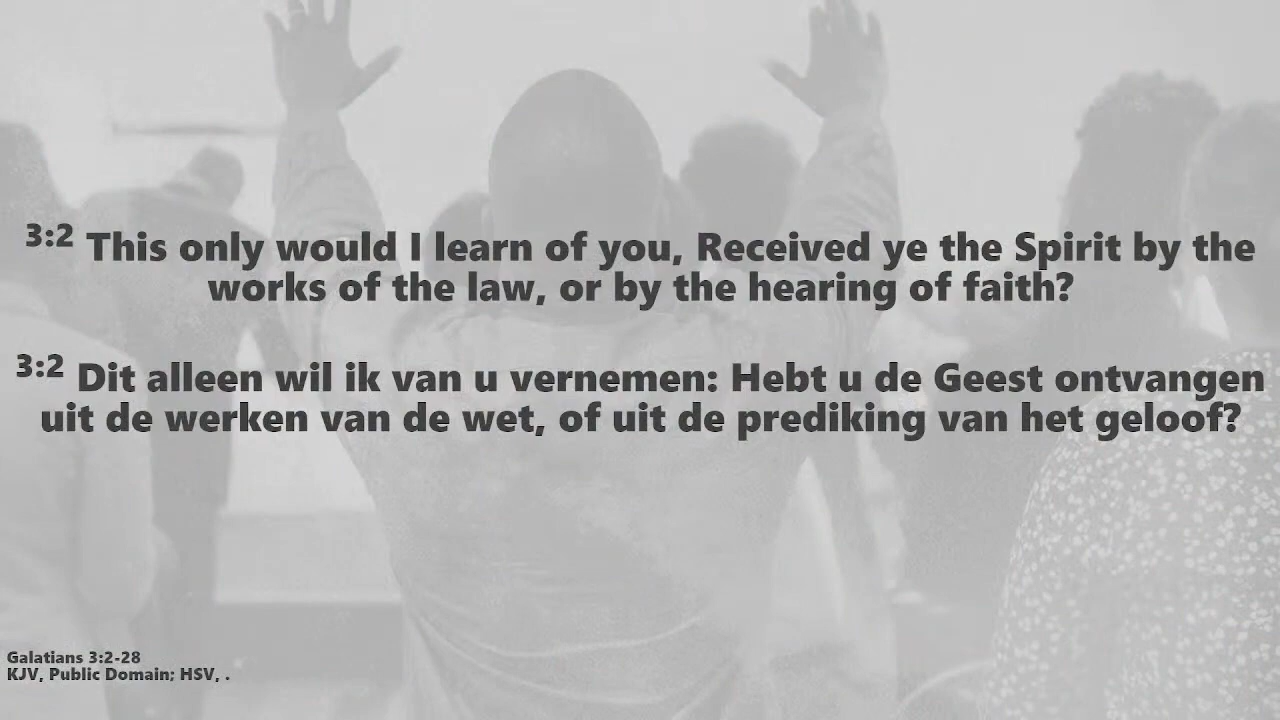 3:2 This only would I learn of you, Received ye the Spirit by the
works of the law, or by the hearing of faith?
3:2 Dit alleen wil ik van u vernemen: Hebt u de Geest ontvangen
uit de werken van de wet, of uit de prediking van het geloof?
Galatians 3:2-28
KJV, Public Domain; HSV, .